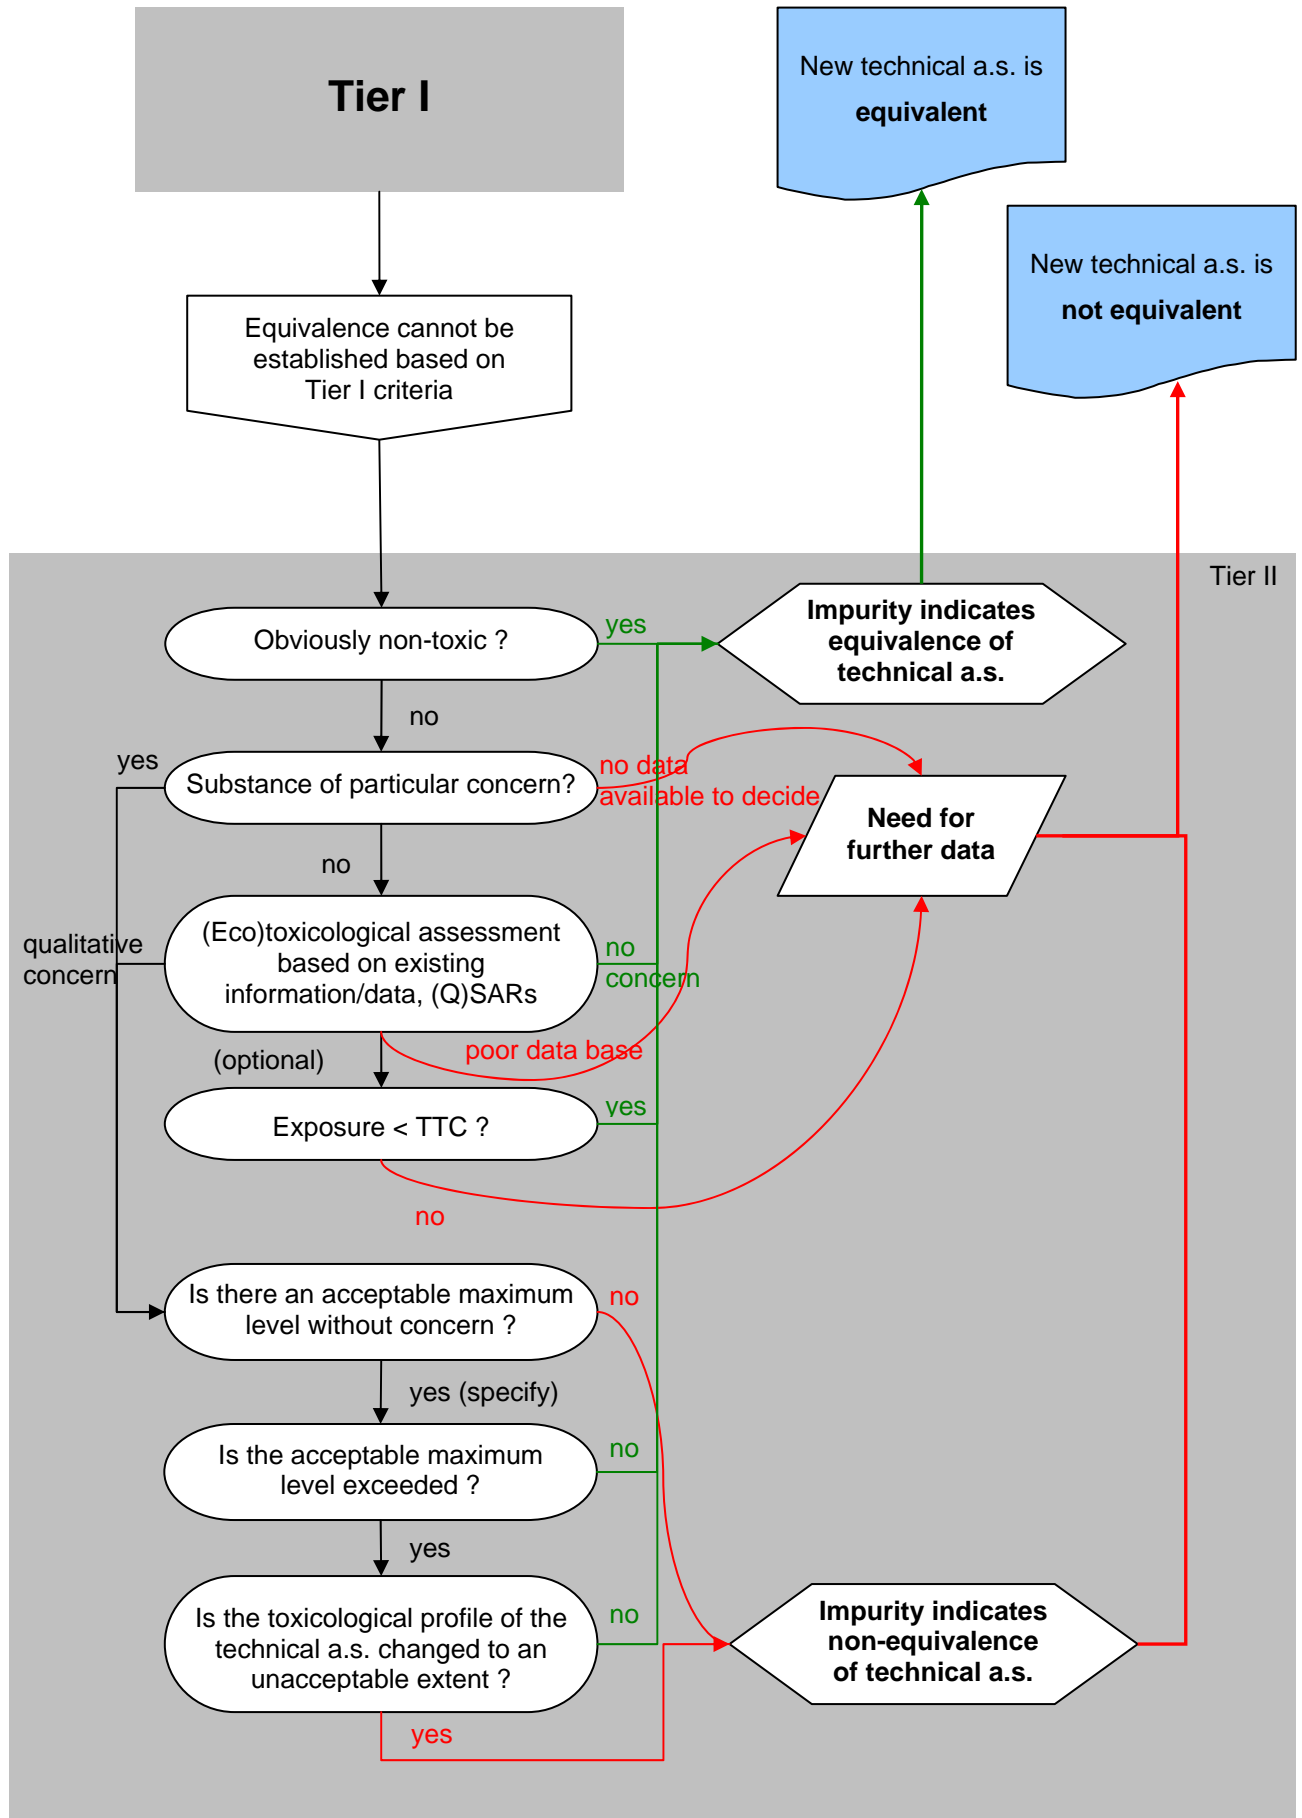 Tier I
New technical a.s. is
equivalent
New technical a.s. is
not equivalent
Equivalence cannot be
established based on
Tier I criteria
Tier II
Obviously non-toxic ?
yes
Impurity indicates
equivalence of
technical a.s.
no
yes
Substance of particular concern?
no data
available to decide
Need for
further data
no
qualitative
concern
(Eco)toxicological assessment
based on existing
information/data, (Q)SARs
no
concern
(optional)
poor data base
Exposure < TTC ?
yes
no
Is there an acceptable maximum
level without concern ?
no
yes (specify)
Is the acceptable maximum
level exceeded ?
no
yes
Is the toxicological profile of the
technical a.s. changed to an
unacceptable extent ?
no
Impurity indicates
non-equivalence
of technical a.s.
yes